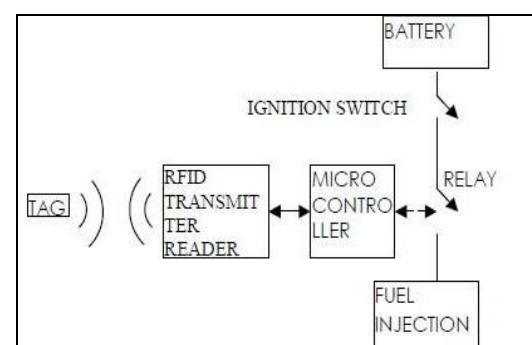 BATTERY
IGNITION SWITCH
RFID
TRANSMIT
TER
READER
MICRO
CONTRO
LLER
RELAY
TAG
FUEL
INJECTION